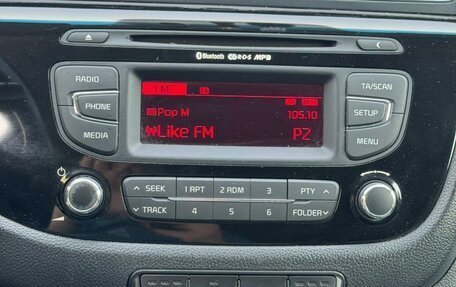 Bluetooth R·D·S MP3
RADIO
PHONE
MEDIA
FM2
Pop M 105.10
Like FM P2
TA/SCAN
SETUP
MENU
SEEK 1 RPT 2 RDM 3 PTY
TRACK 4 5 6 FOLDER